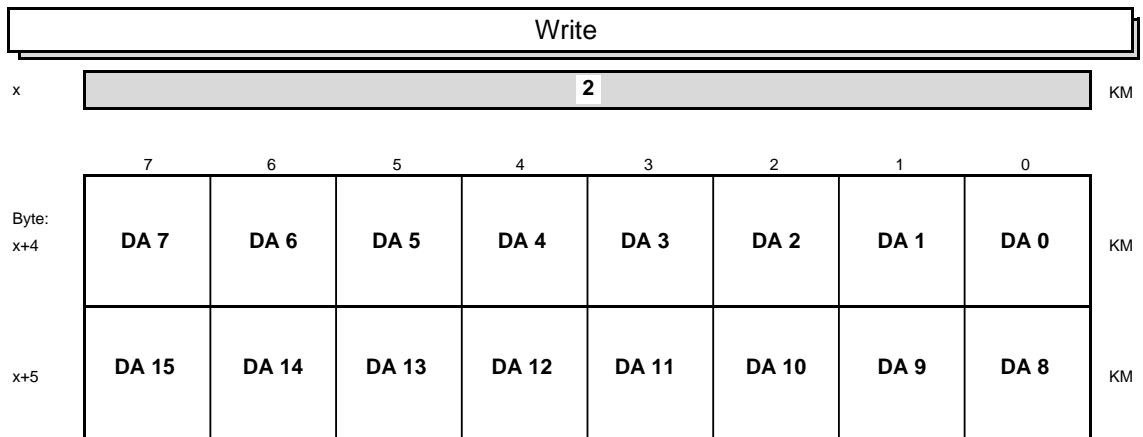 Write
x 2 KM
7 6 5 4 3 2 1 0
Byte:
x+4 DA 7 DA 6 DA 5 DA 4 DA 3 DA 2 DA 1 DA 0 KM
x+5 DA 15 DA 14 DA 13 DA 12 DA 11 DA 10 DA 9 DA 8 KM